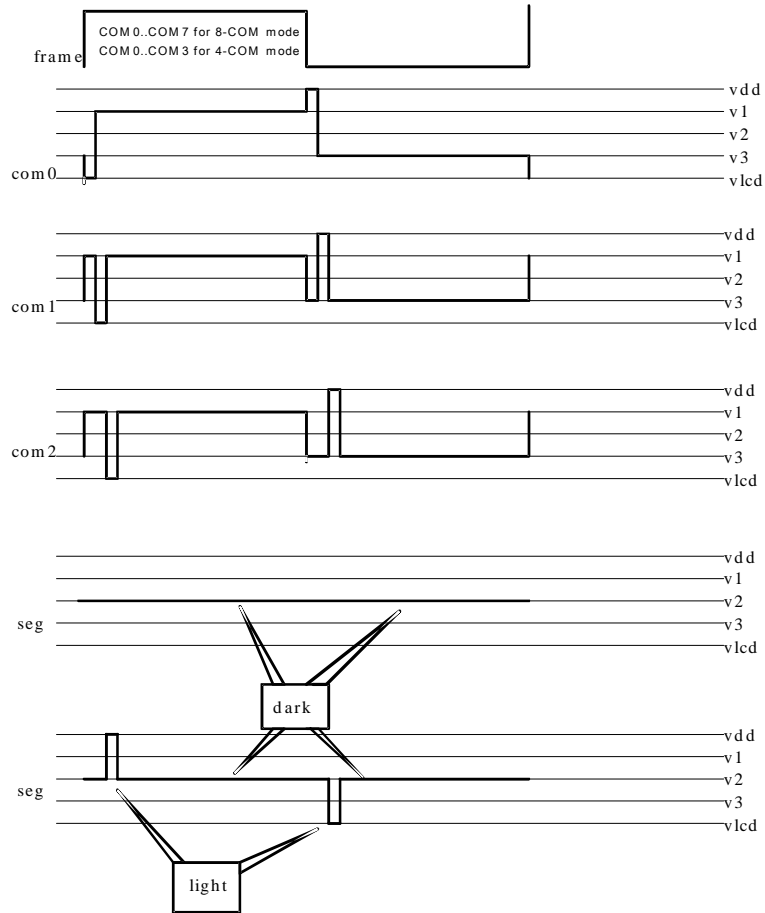 COM0..COM7 for 8-COM mode
COM0..COM3 for 4-COM mode
frame
vdd
v1
v2
v3
com0
vlcd
vdd
v1
v2
com1
v3
vlcd
vdd
v1
v2
com2
v3
vlcd
vdd
v1
v2
seg
v3
vlcd
dark
vdd
v1
v2
seg
v3
vlcd
light